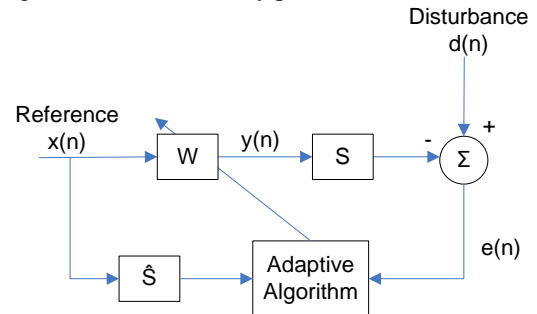 Disturbance
d(n)
Reference
x(n)
W
y(n)
S
-
+
Σ
e(n)
Ŝ
Adaptive
Algorithm